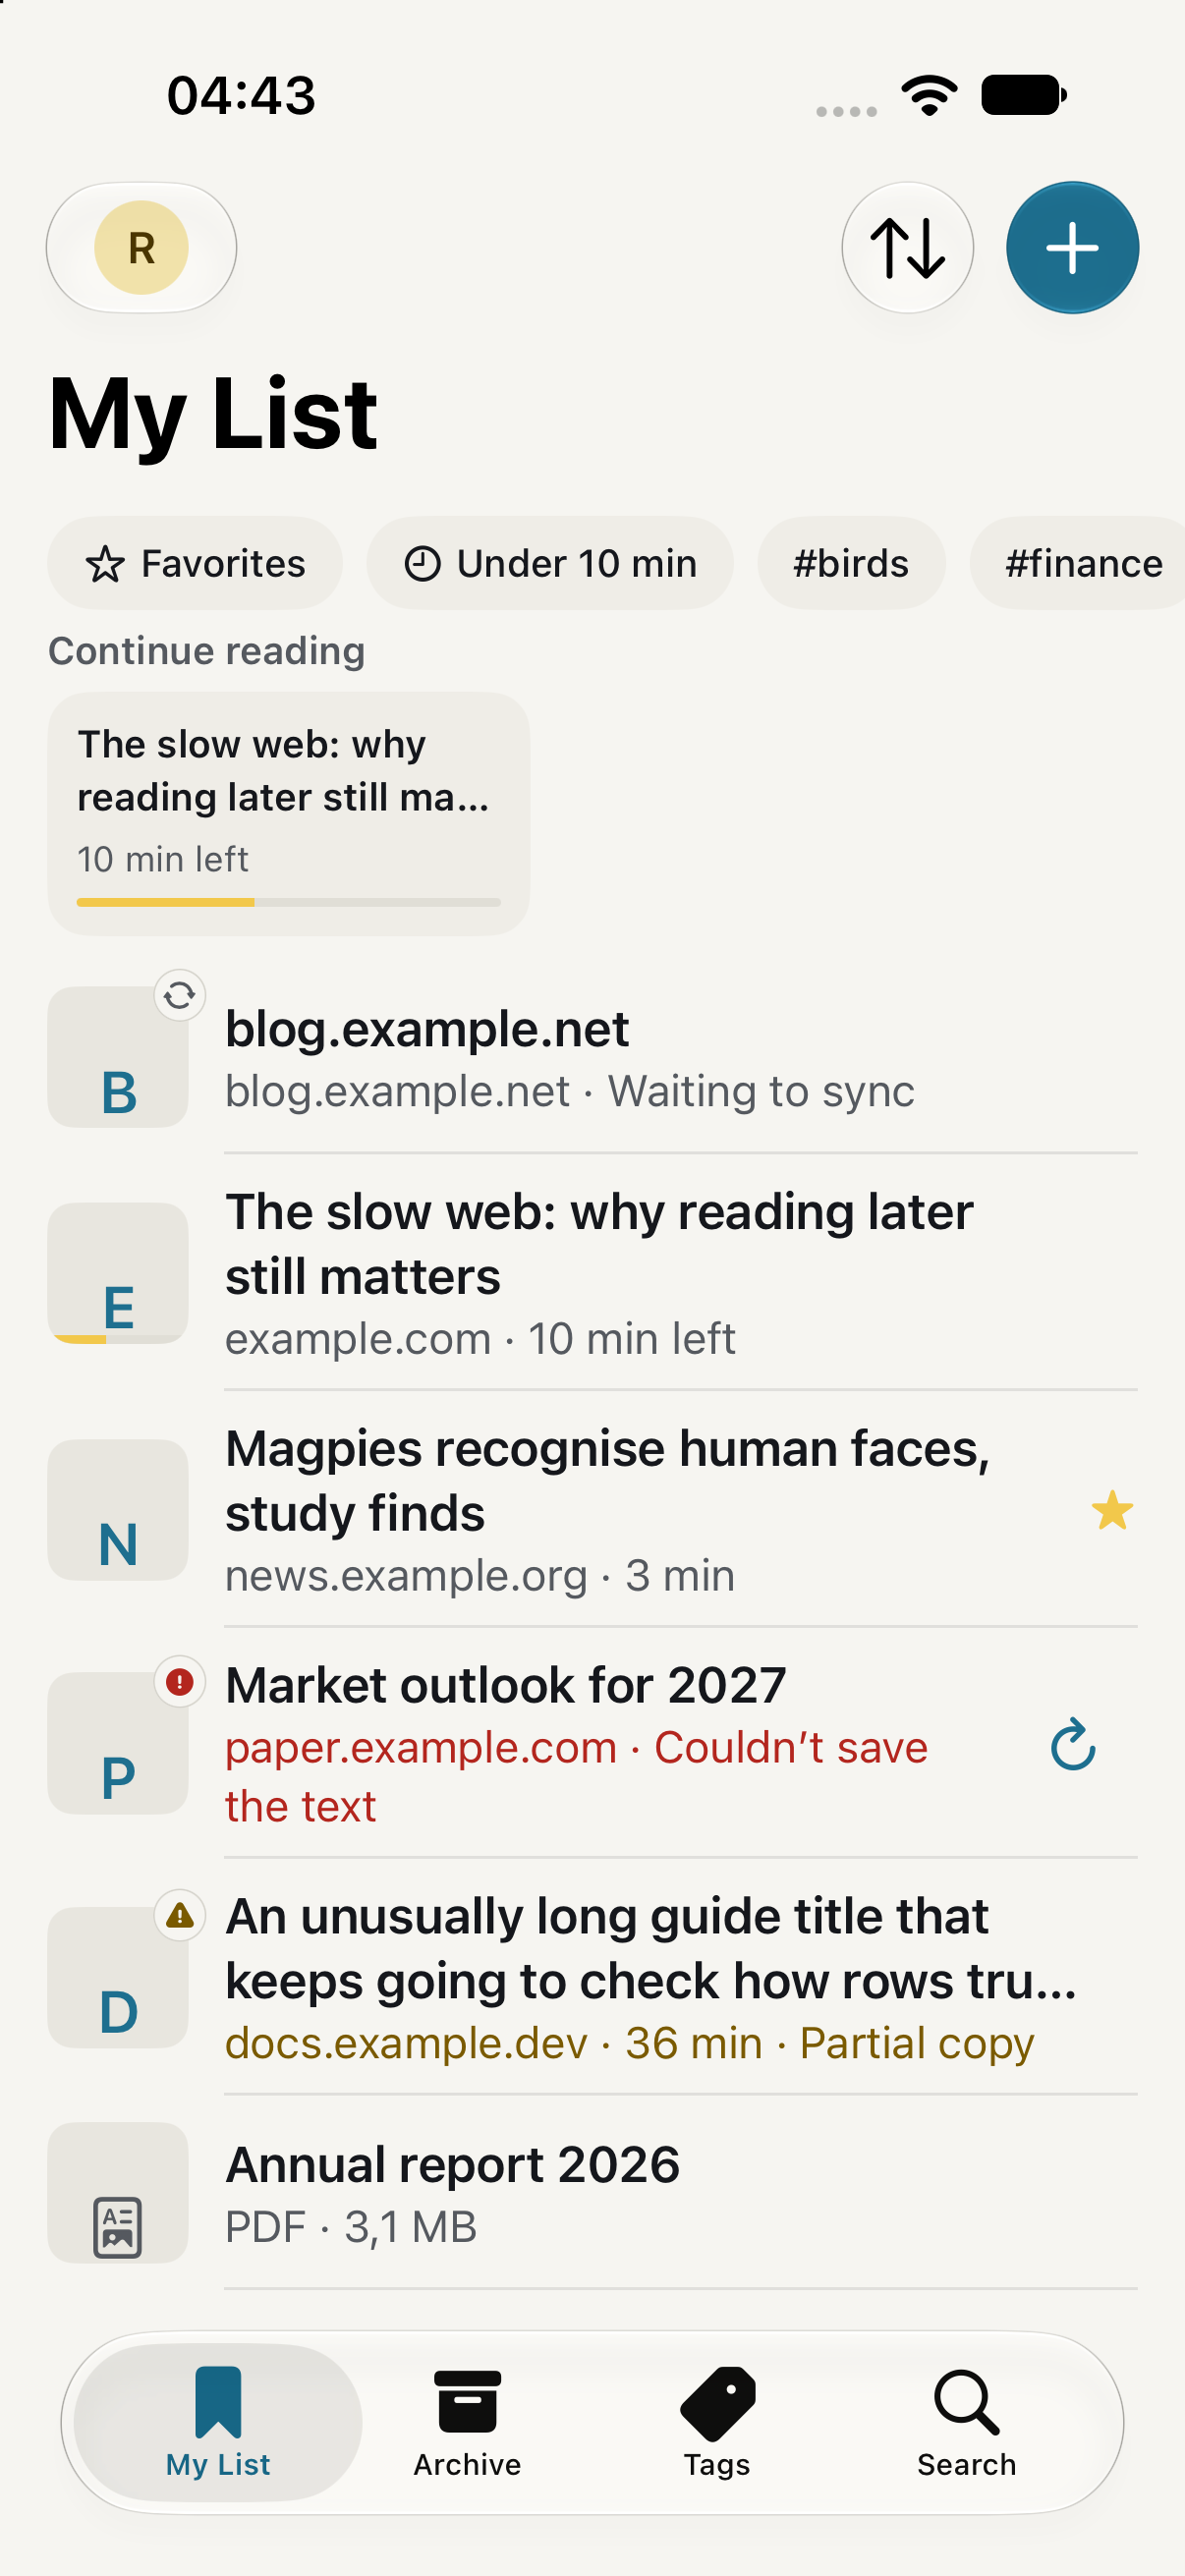 04:43
R
My List
Favorites
Under 10 min
#birds
#finance
Continue reading
The slow web: why
reading later still ma...
10 min left
B
blog.example.net
blog.example.net · Waiting to sync
E
The slow web: why reading later
still matters
example.com · 10 min left
N
Magpies recognise human faces,
study finds
news.example.org · 3 min
P
Market outlook for 2027
paper.example.com · Couldn’t save
the text
D
An unusually long guide title that
keeps going to check how rows tru...
docs.example.dev · 36 min · Partial copy
Annual report 2026
PDF · 3,1 MB
My List
Archive
Tags
Search